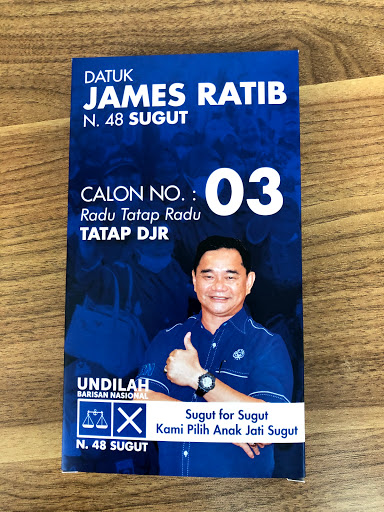 DATUK
JAMES RATIB
N. 48 SUGUT
CALON NO. : 03
Radu Tatap Radu
TATAP DJR
UNDILAH
BARISAN NASIONAL
N. 48 SUGUT
Sugut for Sugut
Kami Pilih Anak Jati Sugut